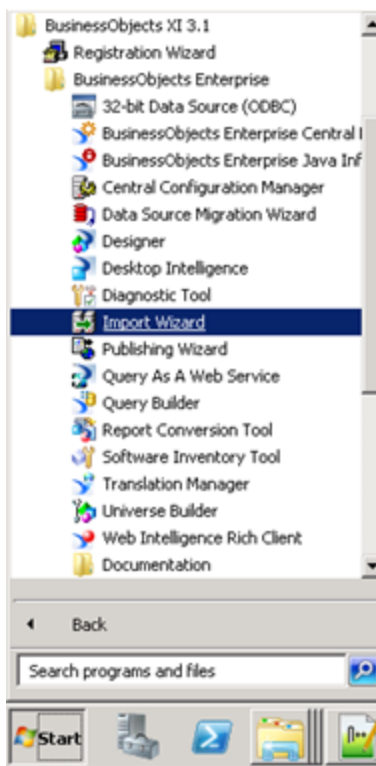 BusinessObjects XI 3.1
Registration Wizard
BusinessObjects Enterprise
32-bit Data Source (ODBC)
BusinessObjects Enterprise Central
BusinessObjects Enterprise Java Inf
Central Configuration Manager
Data Source Migration Wizard
Designer
Desktop Intelligence
Diagnostic Tool
Import Wizard
Publishing Wizard
Query As A Web Service
Query Builder
Report Conversion Tool
Software Inventory Tool
Translation Manager
Universe Builder
Web Intelligence Rich Client
Documentation
Back
Search programs and files
Start